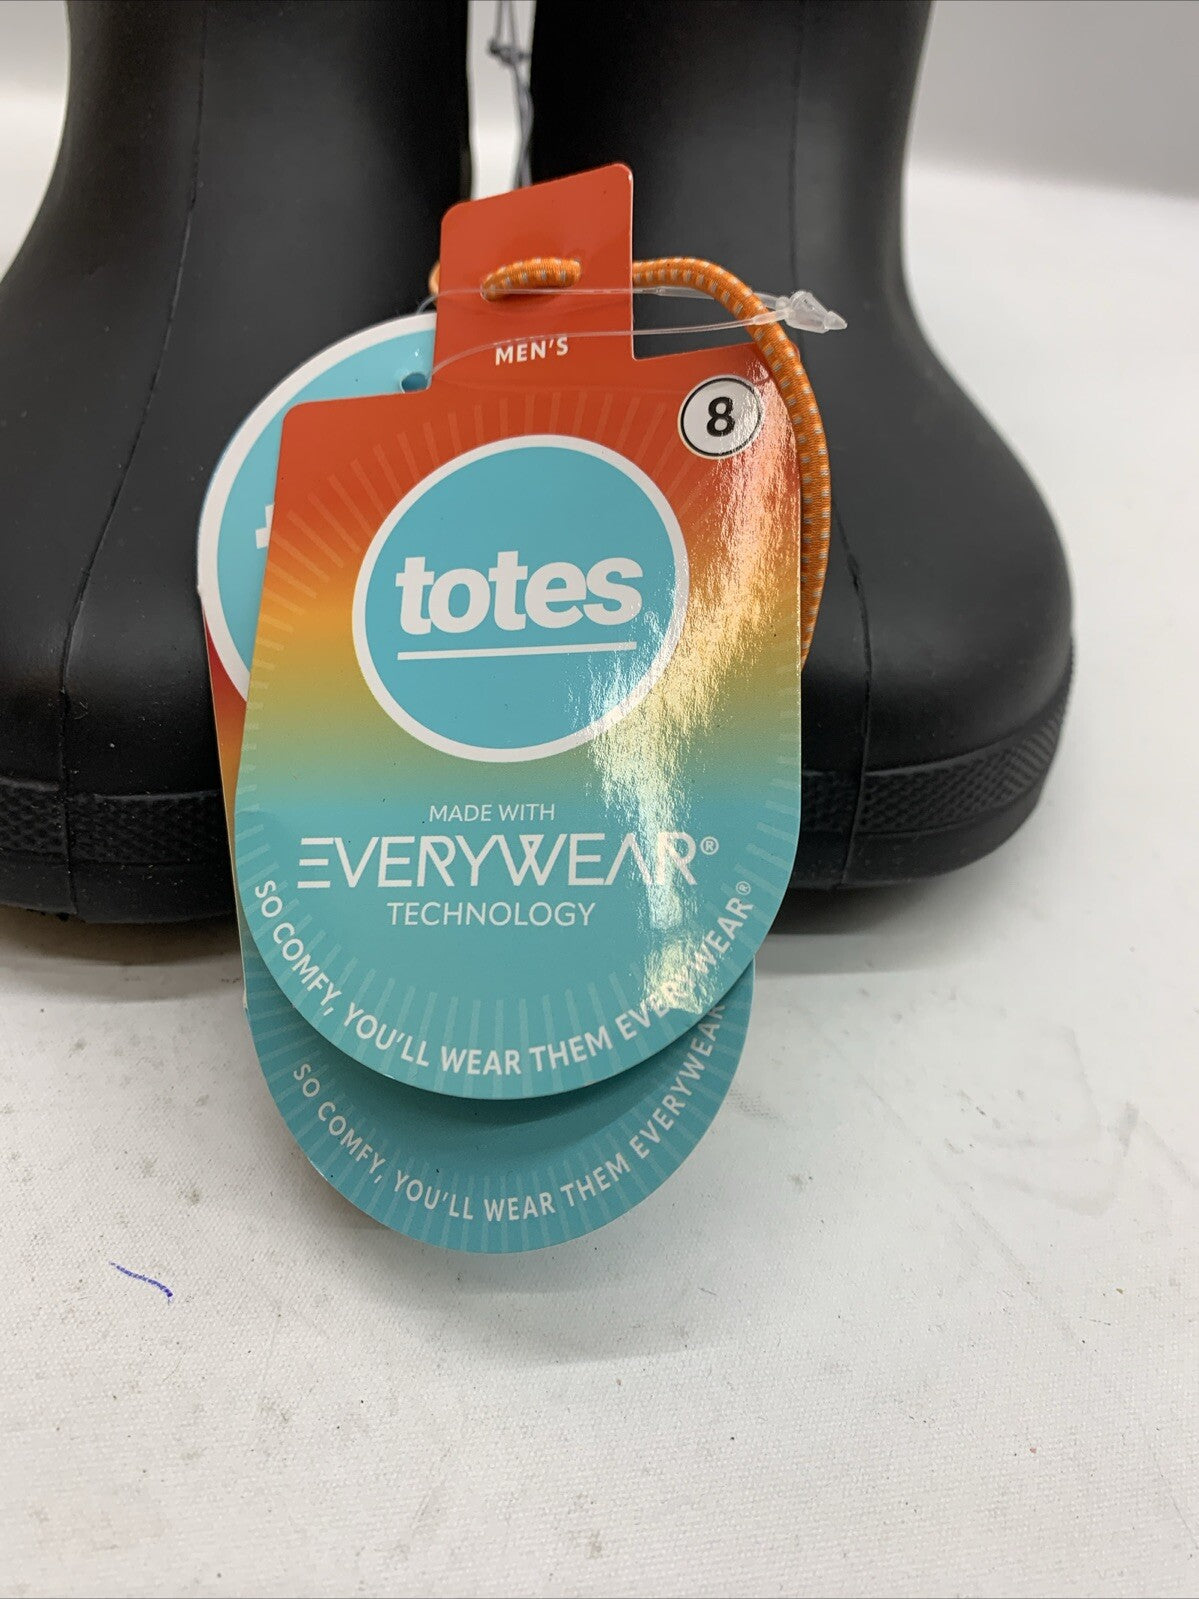 MEN'S
8
totes
MADE WITH
EVERYWEAR®
TECHNOLOGY
SO COMFY, YOU'LL WEAR THEM EVERYWEAR®
SO COMFY, YOU'LL WEAR THEM EVERYWEAR